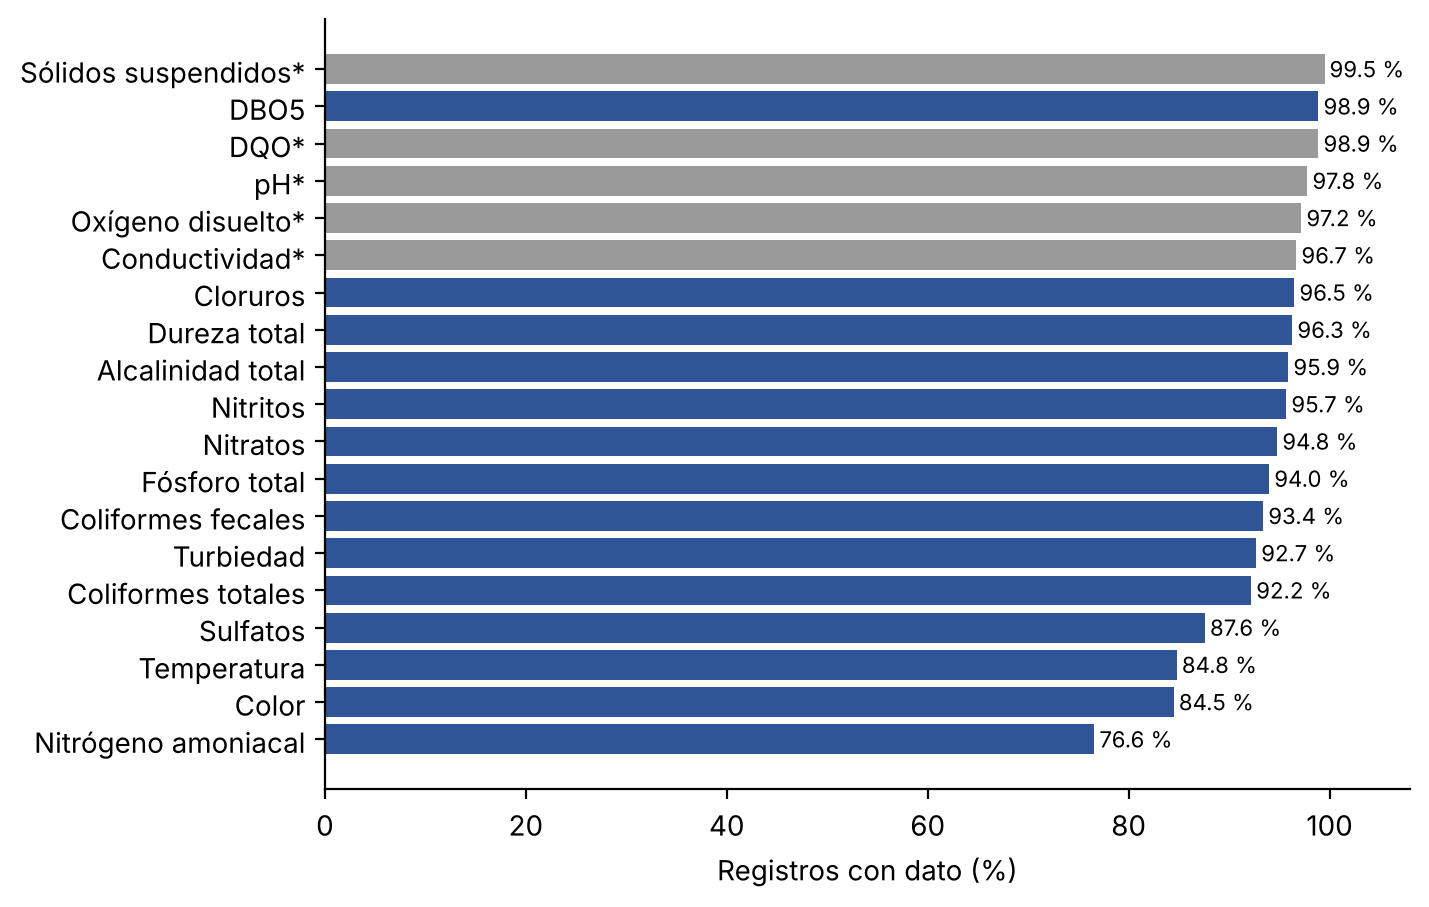 Sólidos suspendidos* 99.5 %
DBO5 98.9 %
DQO* 98.9 %
pH* 97.8 %
Oxígeno disuelto* 97.2 %
Conductividad* 96.7 %
Cloruros 96.5 %
Dureza total 96.3 %
Alcalinidad total 95.9 %
Nitritos 95.7 %
Nitratos 94.8 %
Fósforo total 94.0 %
Coliformes fecales 93.4 %
Turbiedad 92.7 %
Coliformes totales 92.2 %
Sulfatos 87.6 %
Temperatura 84.8 %
Color 84.5 %
Nitrógeno amoniacal 76.6 %
0 20 40 60 80 100
Registros con dato (%)